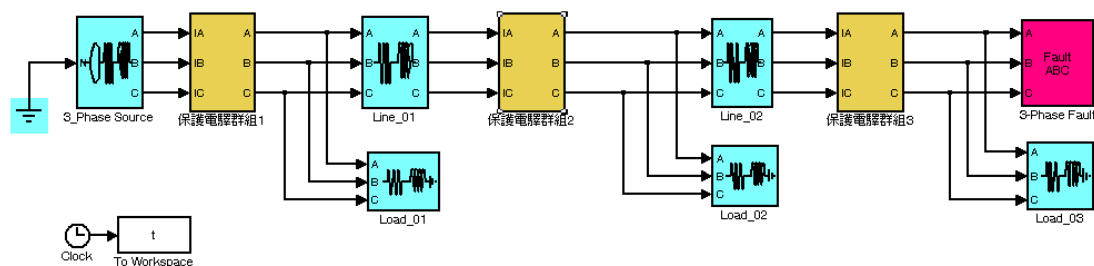 A IA A A A IA A A A IA A A
N B IB B B B IB B B B IB B B Fault ABC
C IC C C C IC C C C IC C C
3_Phase Source
保護電驛群組1
Line_01
保護電驛群組2
Line_02
保護電驛群組3
3-Phase Fault
A
B
C
Load_01
A
B
C
Load_02
A
B
C
Load_03
Clock
t
To Workspace